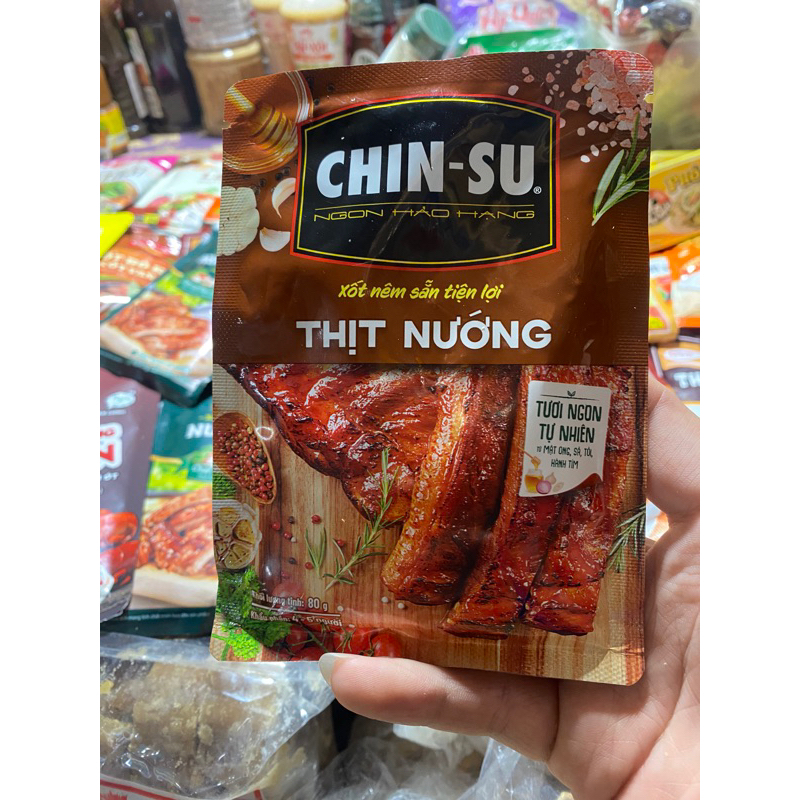 CHIN-SU®
NGON HẢO HẠNG
Xốt nêm sẵn tiện lợi
THỊT NƯỚNG
TƯƠI NGON
TỰ NHIÊN
TỪ MẬT ONG, SẢ, TỎI,
HÀNH TÍM
Khối lượng tịnh: 80 g